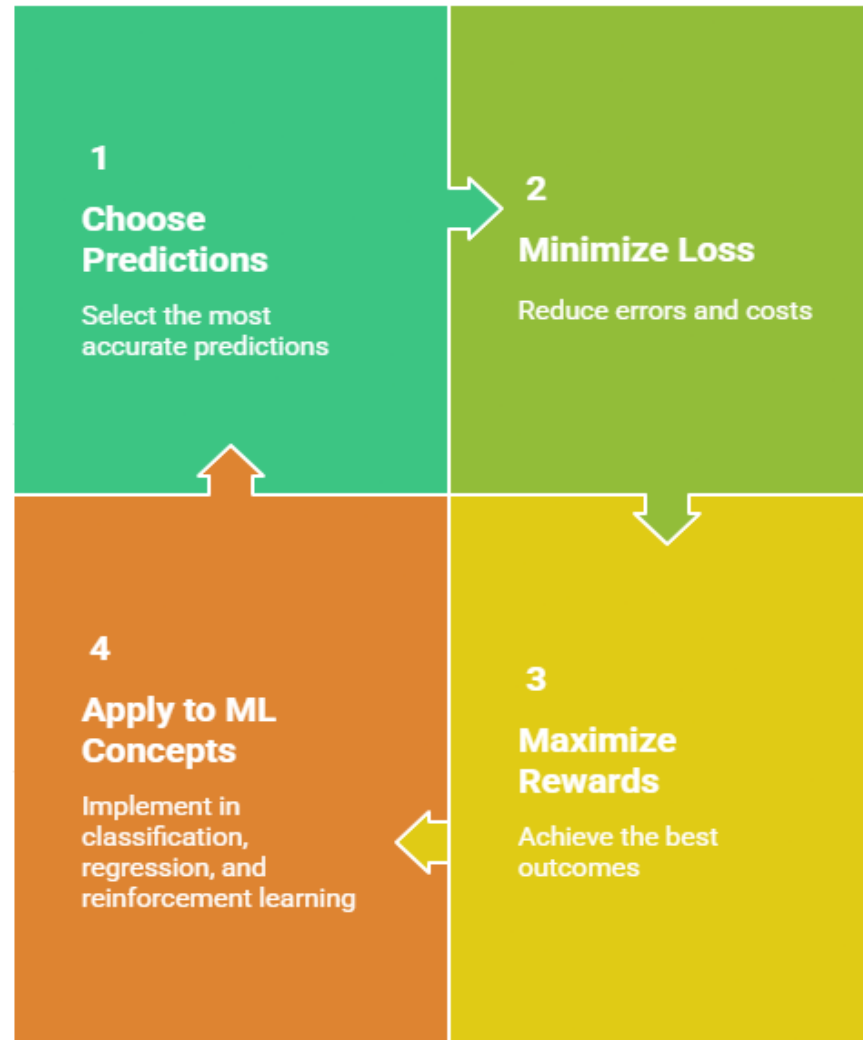 1
Choose
Predictions
Select the most
accurate predictions
2
Minimize Loss
Reduce errors and costs
3
Maximize
Rewards
Achieve the best
outcomes
4
Apply to ML
Concepts
Implement in
classification,
regression, and
reinforcement learning